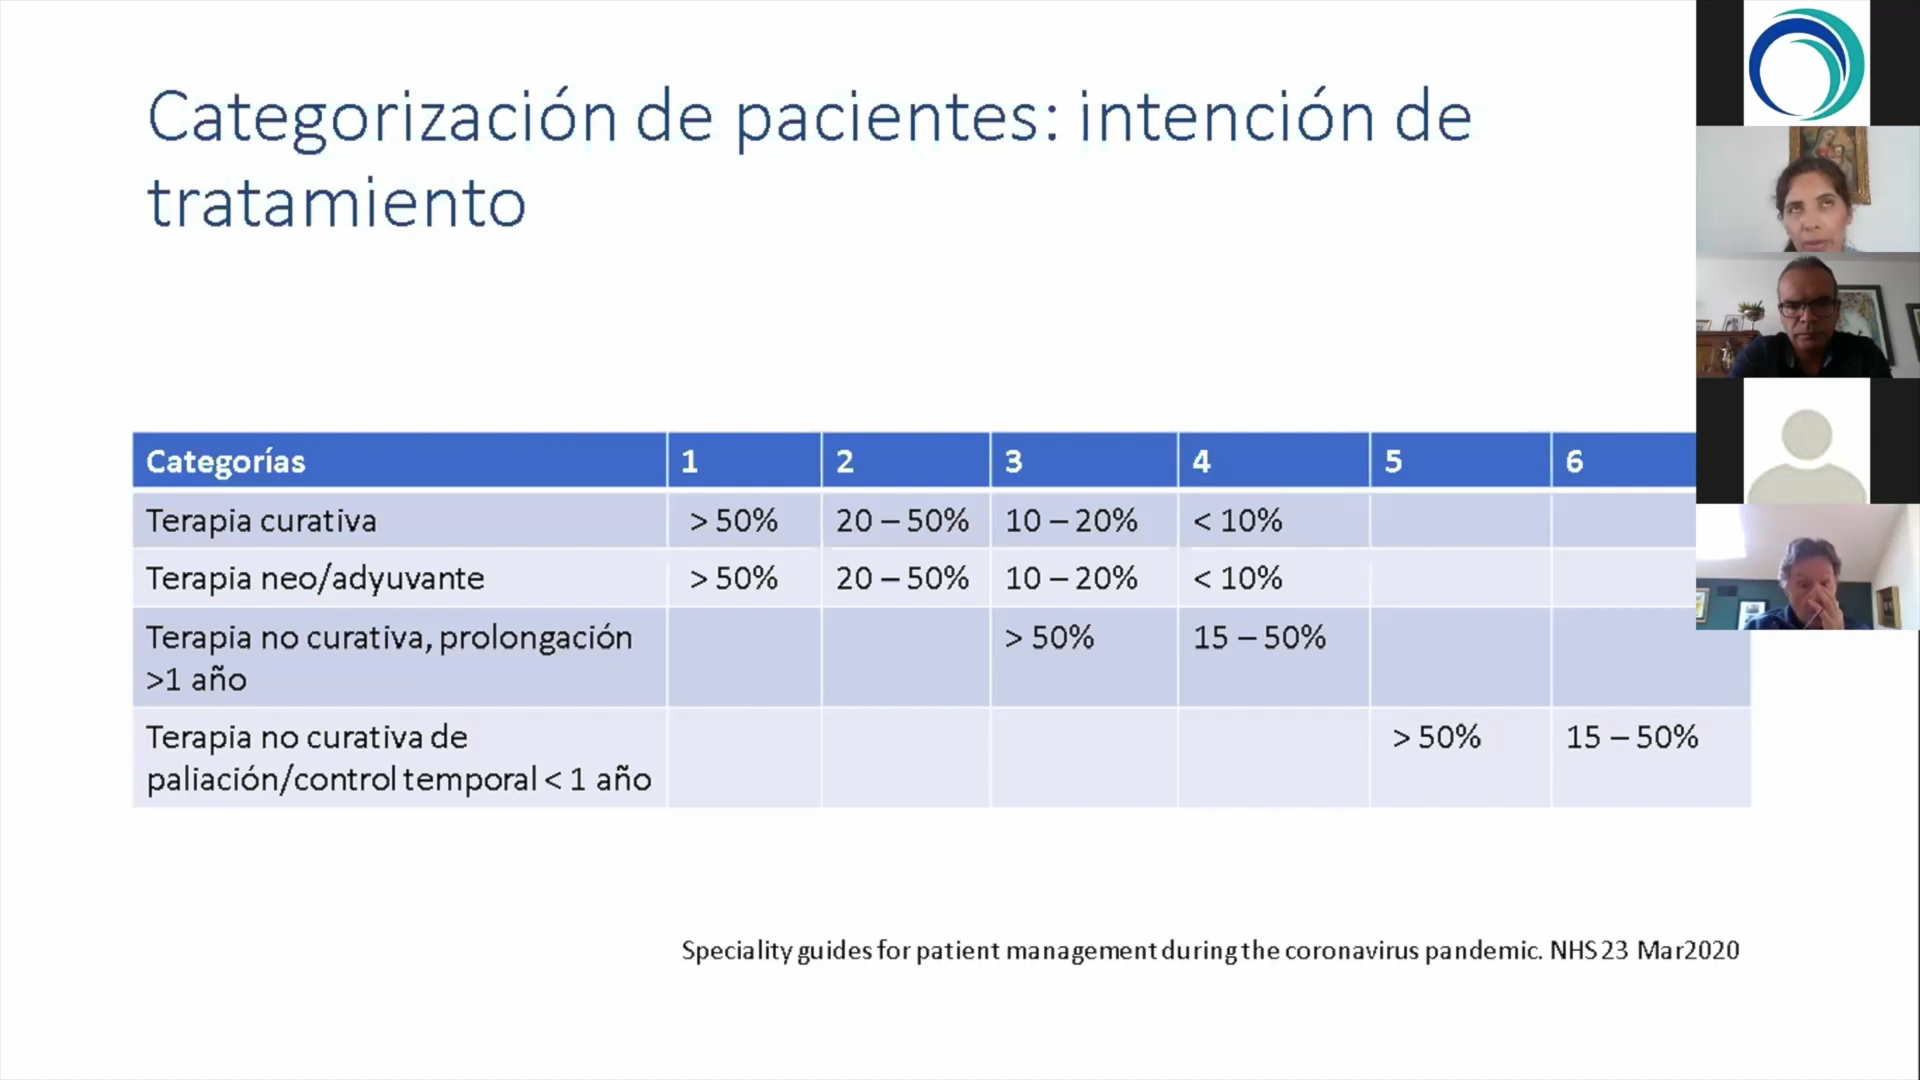 Categorización de pacientes: intención de
tratamiento
Categorías 1 2 3 4 5 6
Terapia curativa > 50% 20 – 50% 10 – 20% < 10%
Terapia neo/adyuvante > 50% 20 – 50% 10 – 20% < 10%
Terapia no curativa, prolongación > 50% 15 – 50%
>1 año
Terapia no curativa de > 50% 15 – 50%
paliación/control temporal < 1 año
Speciality guides for patient management during the coronavirus pandemic. NHS 23 Mar2020